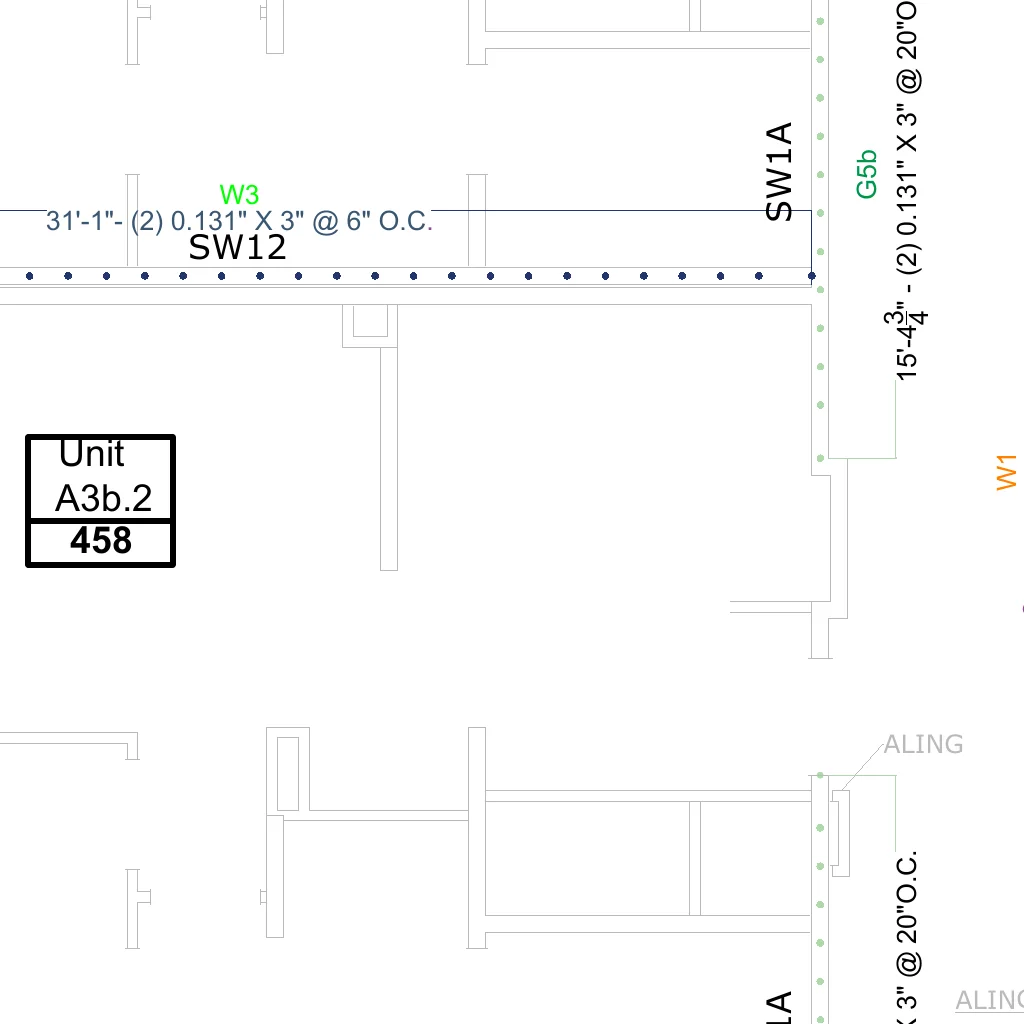 W3
31'-1"- (2) 0.131" X 3" @ 6" O.C.
SW12
SW1A
G5b
15'-4 3/4" - (2) 0.131" X 3" @ 20"O
W1
Unit
A3b.2
458
ALING
X 3" @ 20"O.C.
1A
ALING